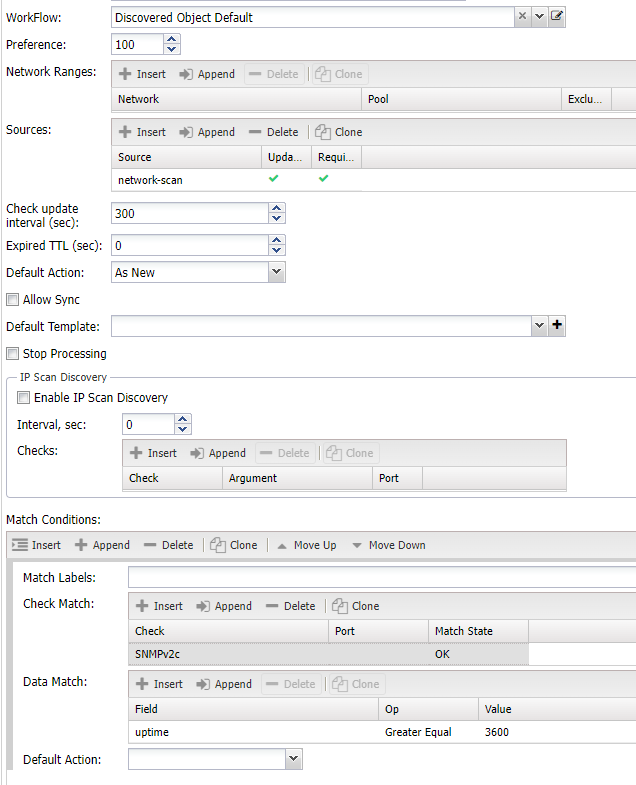 WorkFlow: Discovered Object Default
Preference: 100
Network Ranges: Insert Append Delete Clone
Network Pool Exclu...
Sources: Insert Append Delete Clone
Source Upda... Requi...
network-scan
Check update
interval (sec): 300
Expired TTL (sec): 0
Default Action: As New
Allow Sync
Default Template:
Stop Processing
IP Scan Discovery
Enable IP Scan Discovery
Interval, sec: 0
Checks: Insert Append Delete Clone
Check Argument Port
Match Conditions:
Insert Append Delete Clone Move Up Move Down
Match Labels:
Check Match: Insert Append Delete Clone
Check Port Match State
SNMPv2c OK
Data Match: Insert Append Delete Clone
Field Op Value
uptime Greater Equal 3600
Default Action: